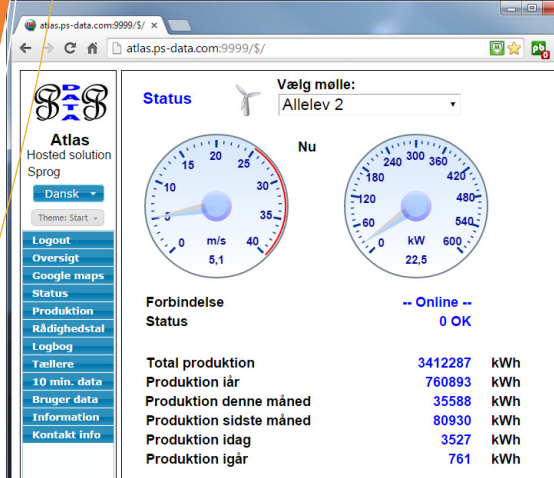 atlas.ps-data.com:9999/$/
atlas.ps-data.com:9999/$/
DATA
Atlas
Hosted solution
Sprog
Dansk
Theme: Start
Logout
Oversigt
Google maps
Status
Produktion
Rådighedstal
Logbog
Tællere
10 min. data
Bruger data
Information
Kontakt info
Status
Vælg mølle:
Allelev 2
Nu
0 5 10 15 20 25 30 35 40
m/s
5,1
0 60 120 180 240 300 360 420 480 540 600
kW
22,5
Forbindelse -- Online --
Status 0 OK
Total produktion 3412287 kWh
Produktion iår 760893 kWh
Produktion denne måned 35588 kWh
Produktion sidste måned 80930 kWh
Produktion idag 3527 kWh
Produktion igår 761 kWh